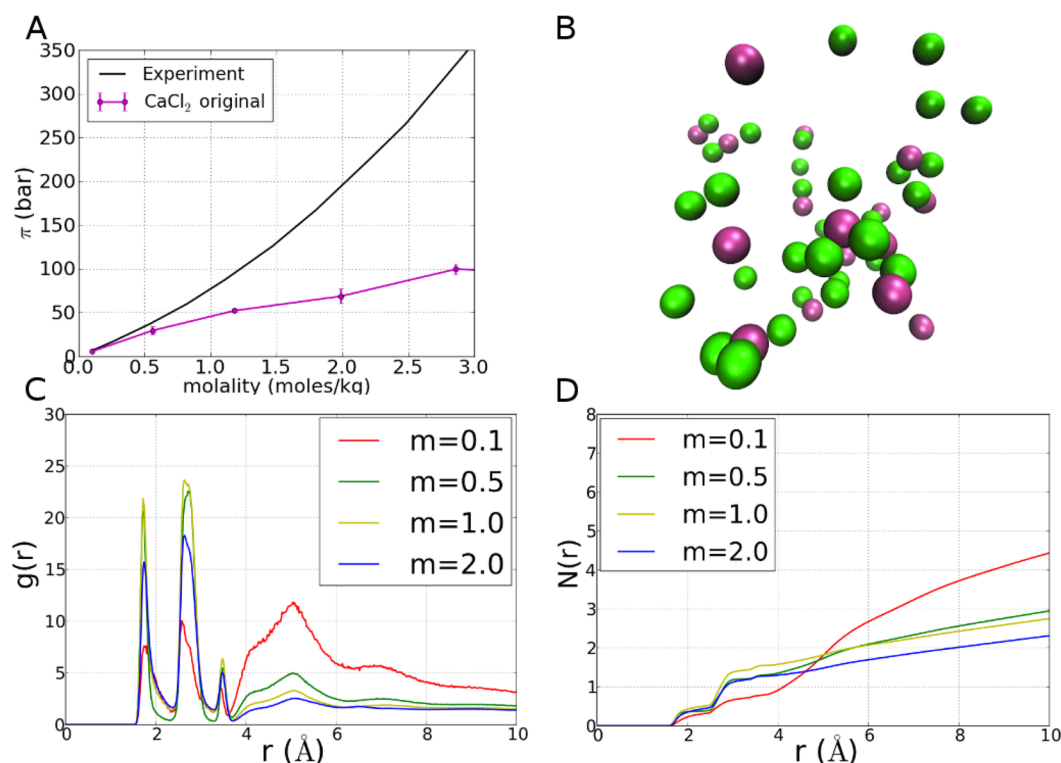 A
B
350
300
250
200
150
100
50
0
π (bar)
Experiment
CaCl₂ original
0.0 0.5 1.0 1.5 2.0 2.5 3.0
molality (moles/kg)
C
D
30
25
20
15
10
5
0
g(r)
m=0.1
m=0.5
m=1.0
m=2.0
0 2 4 6 8 10
r (Å)
8
7
6
5
4
3
2
1
0
N(r)
m=0.1
m=0.5
m=1.0
m=2.0
0 2 4 6 8 10
r (Å)